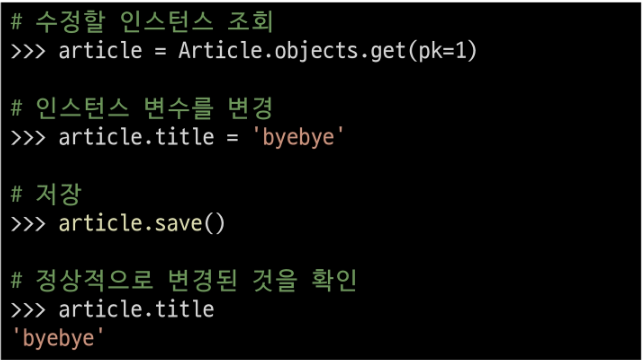 # 수정할 인스턴스 조회
>>> article = Article.objects.get(pk=1)
# 인스턴스 변수를 변경
>>> article.title = 'byebye'
# 저장
>>> article.save()
# 정상적으로 변경된 것을 확인
>>> article.title
'byebye'